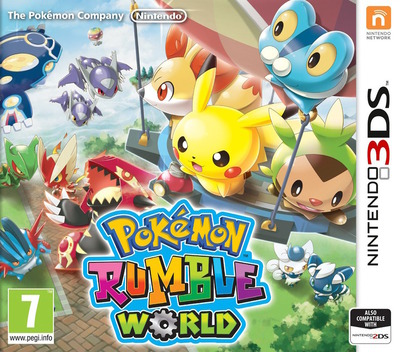 The Pokémon Company
Nintendo
NINTENDO
NETWORK
NINTENDO 3DS
POKéMON
RUMBLE
WORLD
7
www.pegi.info
ALSO
COMPATIBLE
WITH
NINTENDO 2DS